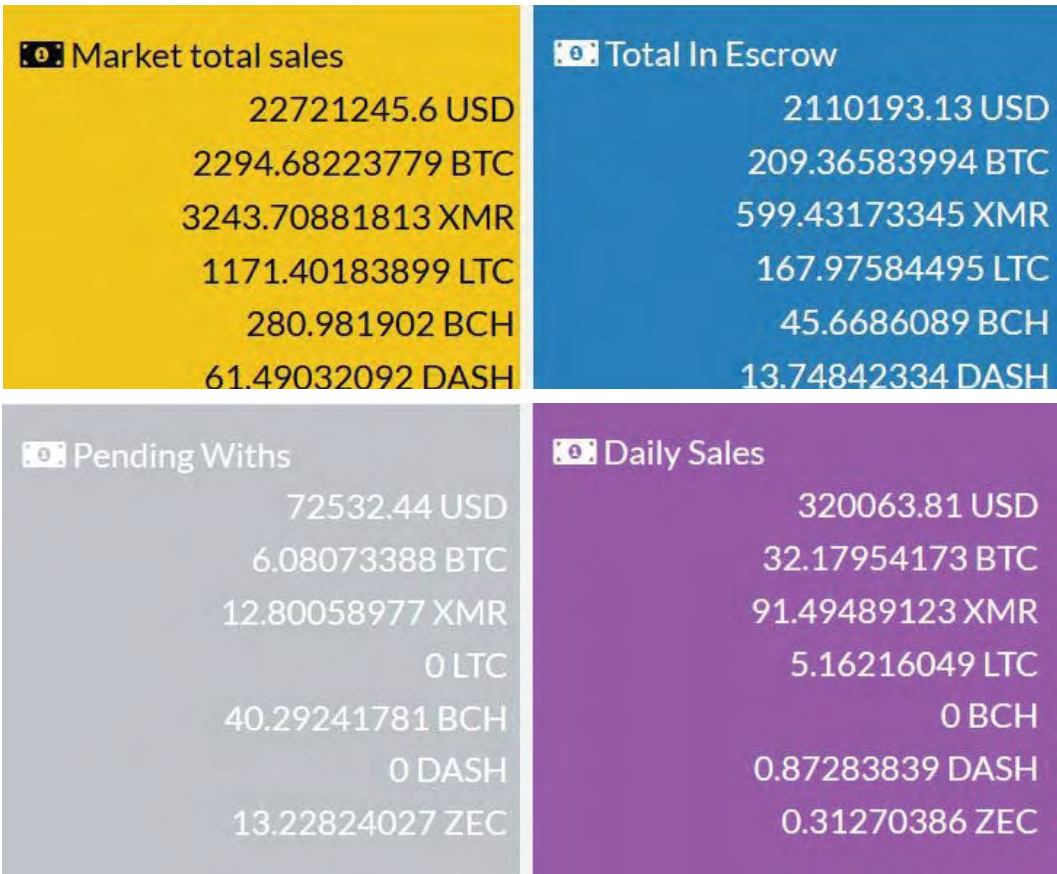 Market total sales
22721245.6 USD
2294.68223779 BTC
3243.70881813 XMR
1171.40183899 LTC
280.981902 BCH
61.49032092 DASH
Total In Escrow
2110193.13 USD
209.36583994 BTC
599.43173345 XMR
167.97584495 LTC
45.6686089 BCH
13.74842334 DASH
Pending Withs
72532.44 USD
6.08073388 BTC
12.80058977 XMR
0 LTC
40.29241781 BCH
0 DASH
13.22824027 ZEC
Daily Sales
320063.81 USD
32.17954173 BTC
91.49489123 XMR
5.16216049 LTC
0 BCH
0.87283839 DASH
0.31270386 ZEC